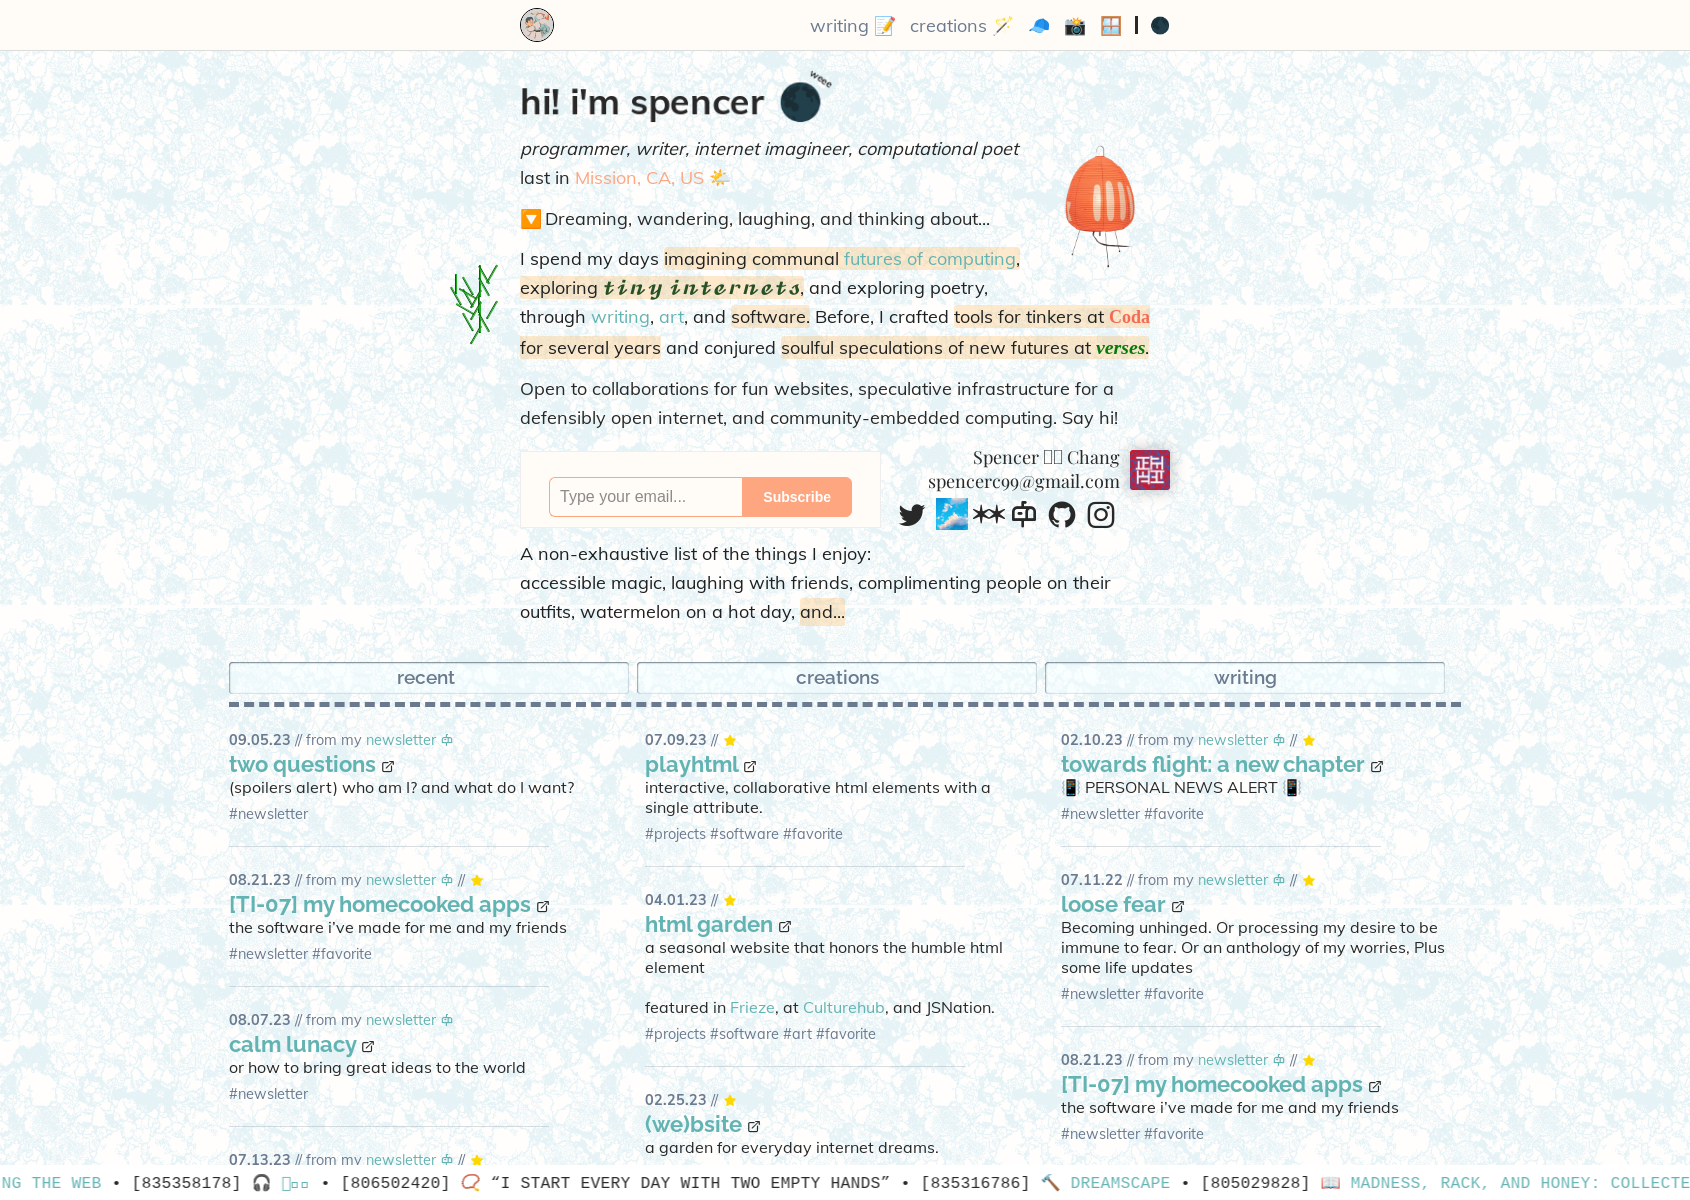 writing 📝 creations 🪄 🧢 📸 🪟 | 🌑
hi! i'm spencer 🌑
weee
programmer, writer, internet imagineer, computational poet
last in Mission, CA, US 🌤️
🔽 Dreaming, wandering, laughing, and thinking about...
I spend my days imagining communal futures of computing,
exploring tiny internets, and exploring poetry,
through writing, art, and software. Before, I crafted tools for tinkers at Coda
for several years and conjured soulful speculations of new futures at verses.
Open to collaborations for fun websites, speculative infrastructure for a
defensibly open internet, and community-embedded computing. Say hi!
Type your email...
Subscribe
Spencer Chang
spencerc99@gmail.com
A non-exhaustive list of the things I enjoy:
accessible magic, laughing with friends, complimenting people on their
outfits, watermelon on a hot day, and...
recent
creations
writing
09.05.23 // from my newsletter
two questions
(spoilers alert) who am I? and what do I want?
#newsletter
08.21.23 // from my newsletter // ⭐
[TI-07] my homecooked apps
the software i've made for me and my friends
#newsletter #favorite
08.07.23 // from my newsletter
calm lunacy
or how to bring great ideas to the world
#newsletter
07.13.23 // from my newsletter // ⭐
07.09.23 // ⭐
playhtml
interactive, collaborative html elements with a
single attribute.
#projects #software #favorite
04.01.23 // ⭐
html garden
a seasonal website that honors the humble html
element
featured in Frieze, at Culturehub, and JSNation.
#projects #software #art #favorite
02.25.23 // ⭐
(we)bsite
a garden for everyday internet dreams.
02.10.23 // from my newsletter // ⭐
towards flight: a new chapter
📳 PERSONAL NEWS ALERT 📳
#newsletter #favorite
07.11.22 // from my newsletter // ⭐
loose fear
Becoming unhinged. Or processing my desire to be
immune to fear. Or an anthology of my worries, Plus
some life updates
#newsletter #favorite
08.21.23 // from my newsletter // ⭐
[TI-07] my homecooked apps
the software i've made for me and my friends
#newsletter #favorite
NG THE WEB • [835358178] 🎧 • [806502420] 📿 “I START EVERY DAY WITH TWO EMPTY HANDS” • [835316786] 🔨 DREAMSCAPE • [805029828] 📖 MADNESS, RACK, AND HONEY: COLLECTE